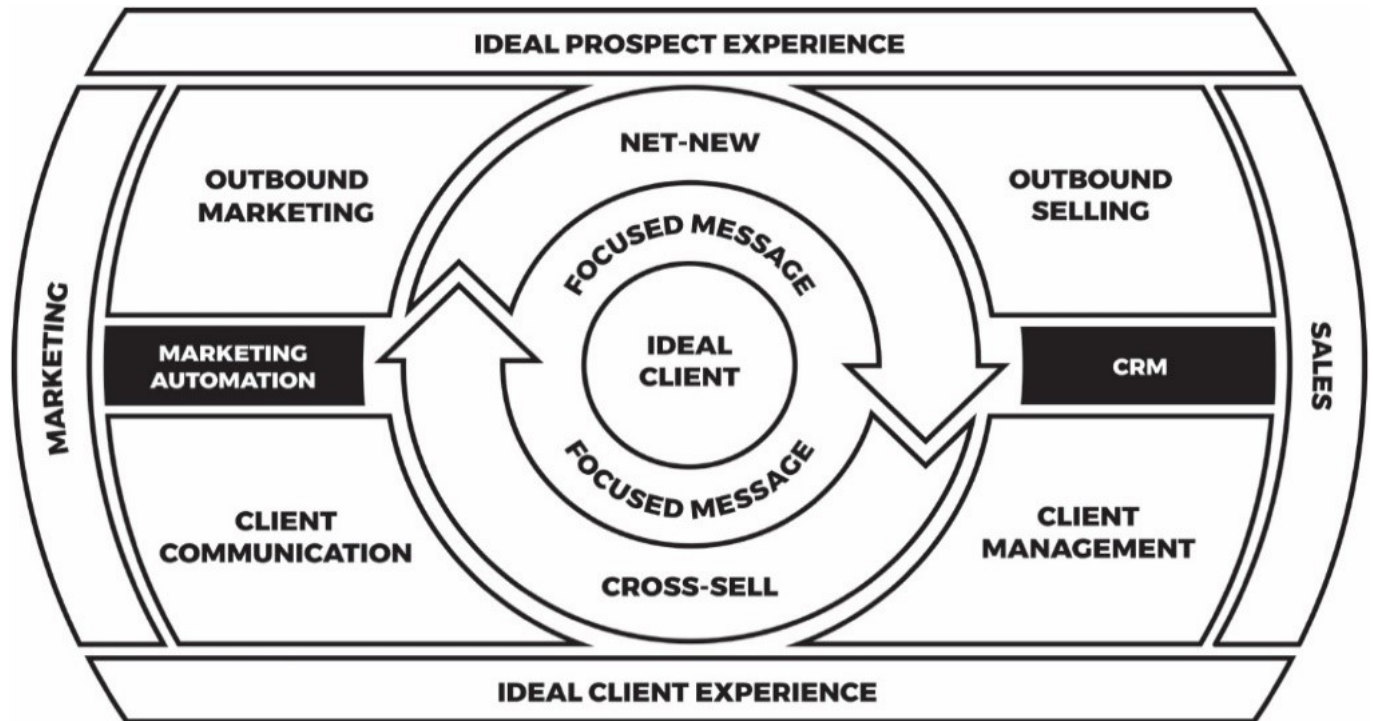 IDEAL PROSPECT EXPERIENCE
NET-NEW
OUTBOUND
MARKETING
OUTBOUND
SELLING
FOCUSED MESSAGE
MARKETING
MARKETING
AUTOMATION
IDEAL
CLIENT
CRM
SALES
FOCUSED MESSAGE
CLIENT
COMMUNICATION
CLIENT
MANAGEMENT
CROSS-SELL
IDEAL CLIENT EXPERIENCE